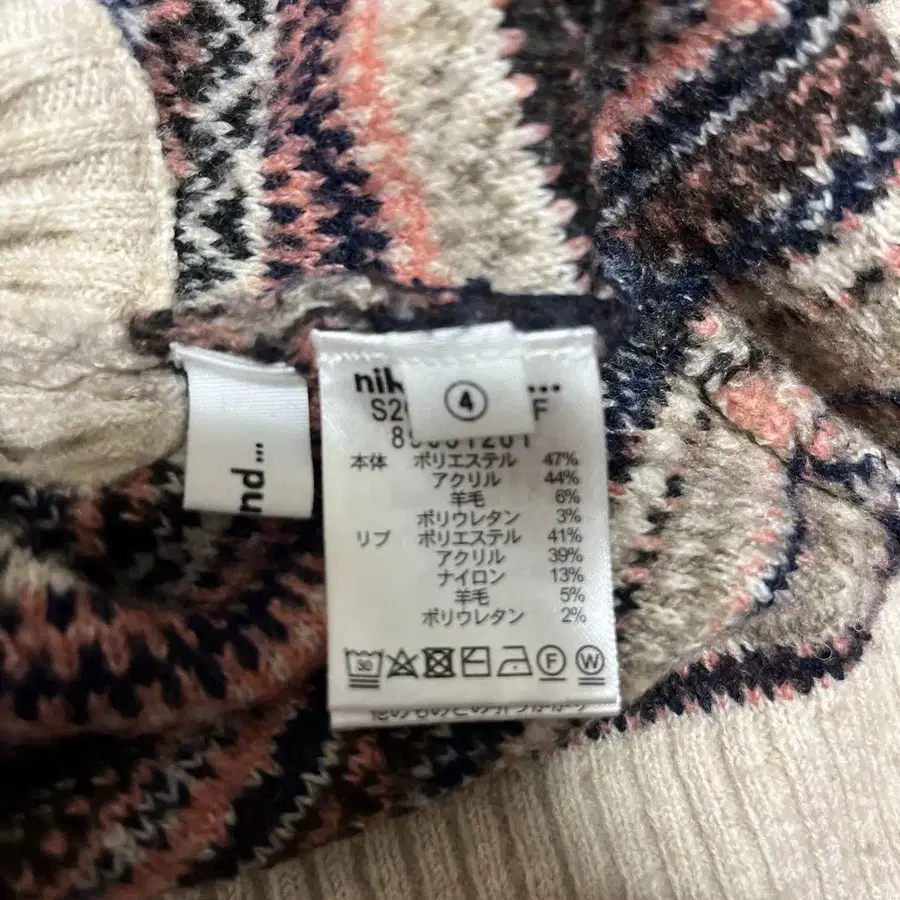 nik ...
④
S2 F
本体 ポリエステル 47%
アクリル 44%
羊毛 6%
ポリウレタン 3%
リブ ポリエステル 41%
アクリル 39%
ナイロン 13%
羊毛 5%
ポリウレタン 2%
30 F W
nd...